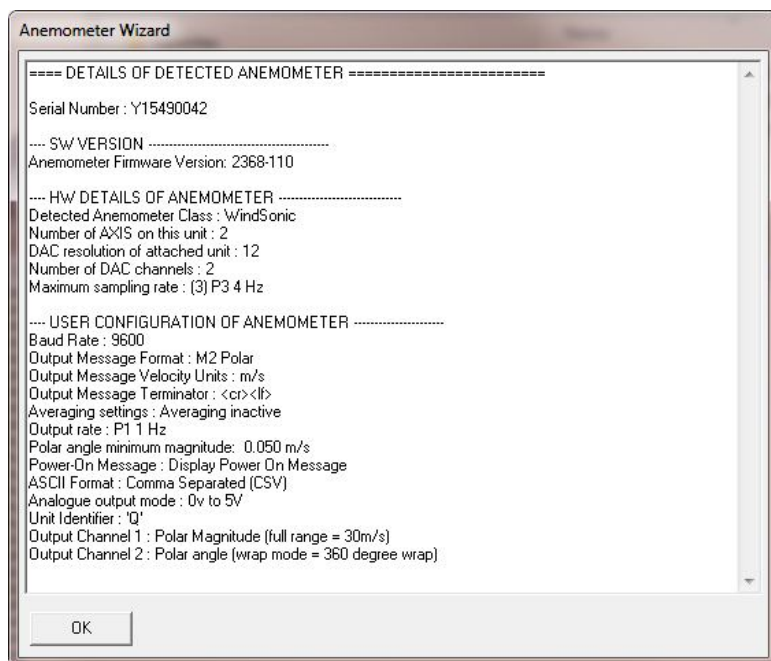 Anemometer Wizard
==== DETAILS OF DETECTED ANEMOMETER ========================
Serial Number : Y15490042
---- SW VERSION --------------------------------------------
Anemometer Firmware Version: 2368-110
---- HW DETAILS OF ANEMOMETER ------------------------------
Detected Anemometer Class : WindSonic
Number of AXIS on this unit : 2
DAC resolution of attached unit : 12
Number of DAC channels : 2
Maximum sampling rate : (3) P3 4 Hz
---- USER CONFIGURATION OF ANEMOMETER ----------------------
Baud Rate : 9600
Output Message Format : M2 Polar
Output Message Velocity Units : m/s
Output Message Terminator : <cr><lf>
Averaging settings : Averaging inactive
Output rate : P1 1 Hz
Polar angle minimum magnitude:  0.050 m/s
Power-On Message : Display Power On Message
ASCII Format : Comma Separated (CSV)
Analogue output mode : 0v to 5V
Unit Identifier : 'Q'
Output Channel 1 : Polar Magnitude (full range = 30m/s)
Output Channel 2 : Polar angle (wrap mode = 360 degree wrap)
OK